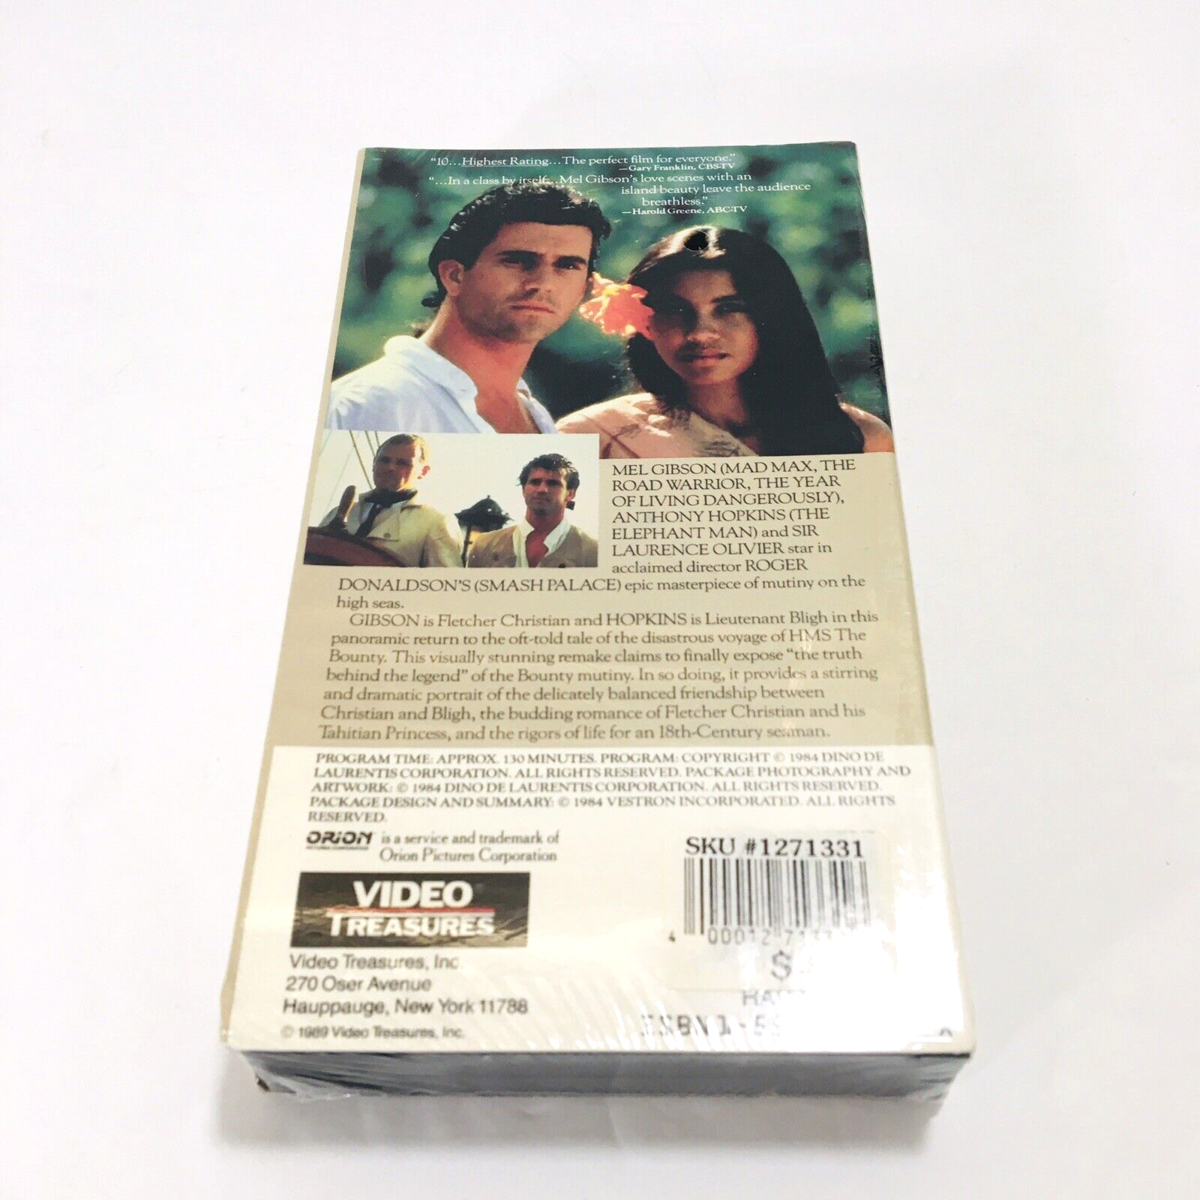 "10...Highest Rating...The perfect film for everyone."
—Gary Franklin, CBS-TV
"...In a class by itself...Mel Gibson's love scenes with an
island beauty leave the audience
breathless."
—Harold Greene, ABC-TV
MEL GIBSON (MAD MAX, THE
ROAD WARRIOR, THE YEAR
OF LIVING DANGEROUSLY),
ANTHONY HOPKINS (THE
ELEPHANT MAN) and SIR
LAURENCE OLIVIER star in
acclaimed director ROGER
DONALDSON'S (SMASH PALACE) epic masterpiece of mutiny on the
high seas.
GIBSON is Fletcher Christian and HOPKINS is Lieutenant Bligh in this
panoramic return to the oft-told tale of the disastrous voyage of HMS The
Bounty. This visually stunning remake claims to finally expose "the truth
behind the legend" of the Bounty mutiny. In so doing, it provides a stirring
and dramatic portrait of the delicately balanced friendship between
Christian and Bligh, the budding romance of Fletcher Christian and his
Tahitian Princess, and the rigors of life for an 18th-Century seaman.
PROGRAM TIME: APPROX. 130 MINUTES. PROGRAM: COPYRIGHT © 1984 DINO DE
LAURENTIS CORPORATION. ALL RIGHTS RESERVED. PACKAGE PHOTOGRAPHY AND
ARTWORK: © 1984 DINO DE LAURENTIS CORPORATION. ALL RIGHTS RESERVED.
PACKAGE DESIGN AND SUMMARY: © 1984 VESTRON INCORPORATED. ALL RIGHTS
RESERVED.
ORION is a service and trademark of
PICTURES CORPORATION
Orion Pictures Corporation
SKU #1271331
VIDEO
TREASURES
Video Treasures, Inc.
270 Oser Avenue
Hauppauge, New York 11788
© 1989 Video Treasures, Inc.